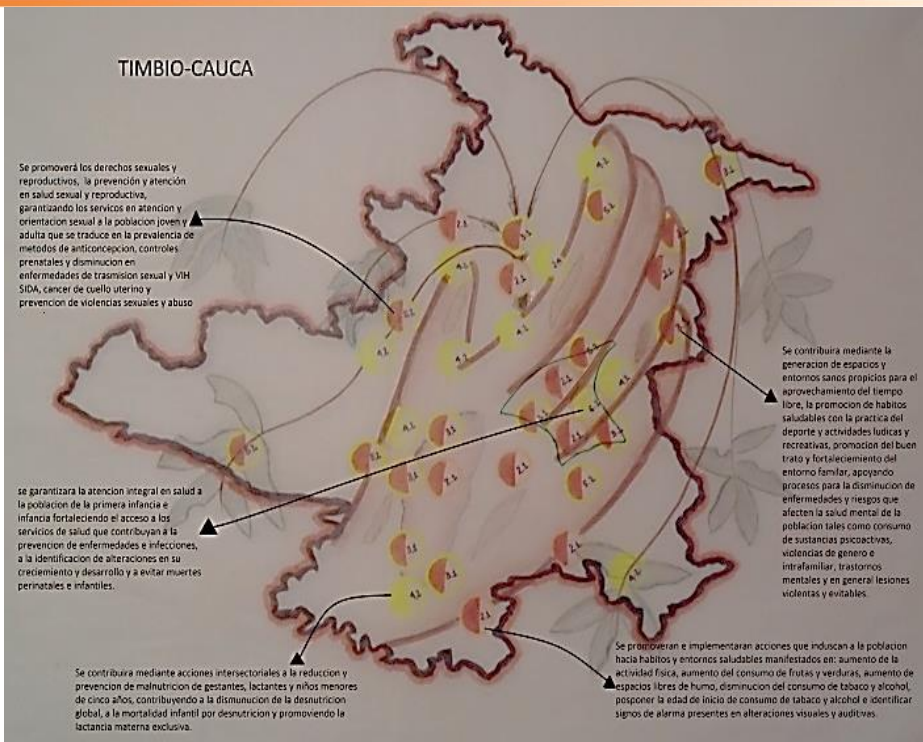 TIMBIO-CAUCA
Se promoverá los derechos sexuales y
reproductivos, la prevención y atención
en salud sexual y reproductiva,
garantizando los servicos en atencion y
orientacion sexual a la poblacion joven y
adulta que se traduce en la prevalencia de
metodos de anticoncepcion, controles
prenatales y disminucion en
enfermedades de trasmision sexual y VIH
SIDA, cancer de cuello uterino y
prevencion de violencias sexuales y abuso
Se contribuira mediante la
generacion de espacios y
entornos sanos propicios para el
aprovechamiento del tiempo
libre, la promocion de habitos
saludables con la practica del
deporte y actividades ludicas y
recreativas, promocion del buen
trato y fortaleciemiento del
entorno famifar, apoyando
procesos para la disminucion de
enfermedades y riesgos que
afecten la salud mental de la
poblacion tales como consumo
de sustancias psicoactivas,
violencias de genero e
intrafamiliar, trastornos
mentales y en general lesiones
violentas y evitables.
se garantizara la atencion integral en salud a
la poblacion de la primera infancia e
infancia fortaleciendo el acceso a los
servicios de salud que contribuyan a la
prevencion de enfermedades e infecciones,
a la identificacion de alteraciones en su
creciemiento y desarrollo y a evitar muertes
perinatales e infantiles.
Se contribuira mediante acciones intersectoriales a la reduccion y
prevencion de malnutricion de gestantes, lactantes y niños menores
de cinco años, contribuyendo a la dismunucion de la desnutricion
global, a la mortalidad infantil por desnutricion y promoviendo la
lactancia materna exclusiva.
Se promoveran e implementaran acciones que induscan a la poblacion
hacia habitos y entornos saludables manifestados en: aumento de la
actividad fisica, aumento del consumo de frutas y verduras, aumento de
espacios libres de humo, disminucion del consumo de tabaco y alcohol,
posponer la edad de inicio de consumo de tabaco y alcohol e identificar
signos de alarma presentes en alteraciones visuales y auditivas.